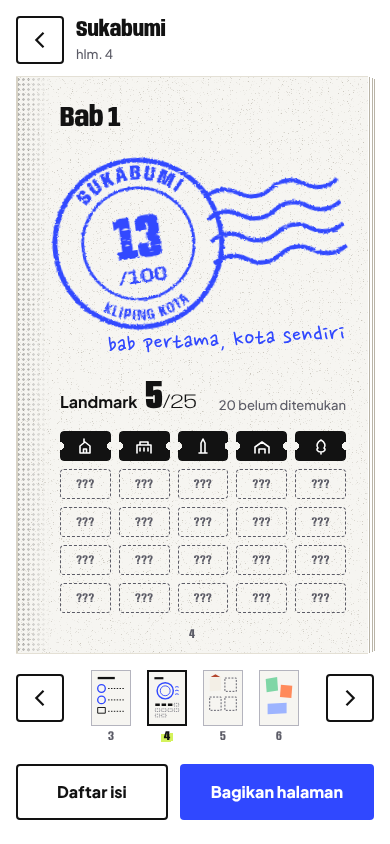 Sukabumi
hlm. 4
Bab 1
SUKABUMI
13
/100
KLIPING KOTA
bab pertama, kota sendiri
Landmark 5/25
20 belum ditemukan
??? ??? ??? ??? ???
??? ??? ??? ??? ???
??? ??? ??? ??? ???
??? ??? ??? ??? ???
4
3 4 5 6
Daftar isi
Bagikan halaman